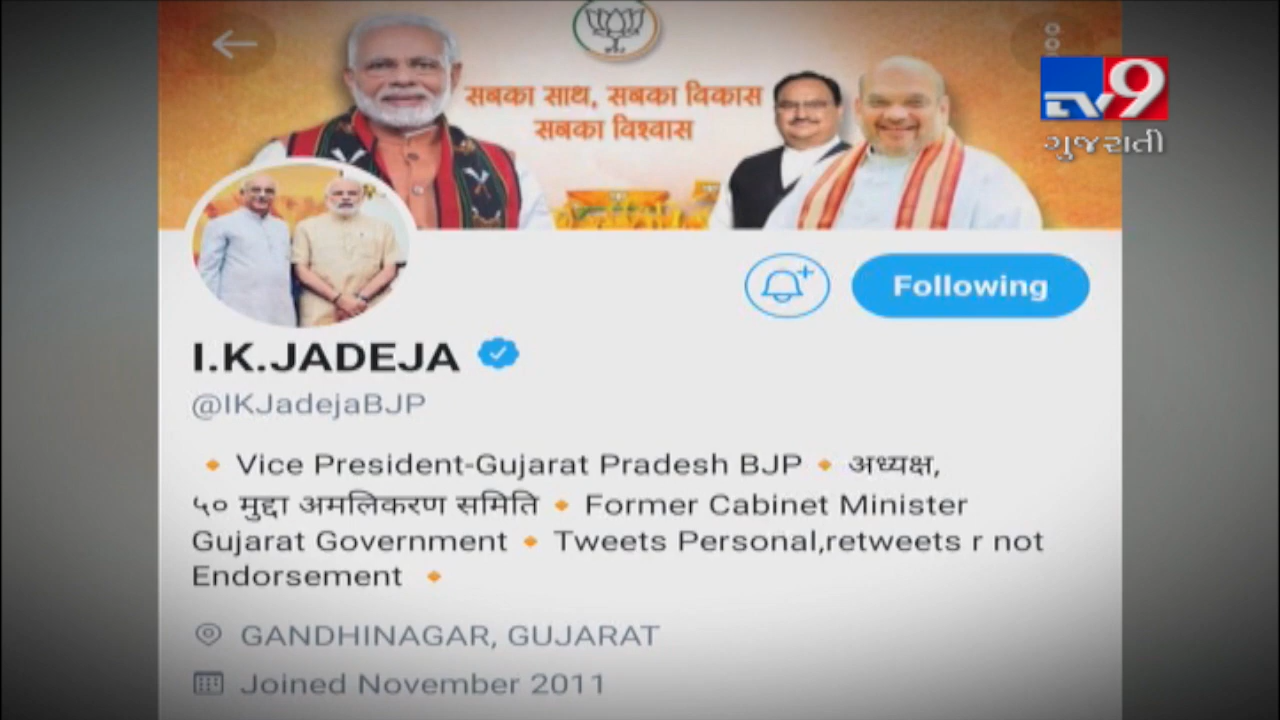 सबका साथ, सबका विकास
सबका विश्वास
TV9
ગુજરાતી
Following
I.K.JADEJA
@IKJadejaBJP
🔸 Vice President-Gujarat Pradesh BJP 🔸 अध्यक्ष,
५० मुद्दा अमलिकरण समिति 🔸 Former Cabinet Minister
Gujarat Government 🔸 Tweets Personal,retweets r not
Endorsement 🔸
GANDHINAGAR, GUJARAT
Joined November 2011